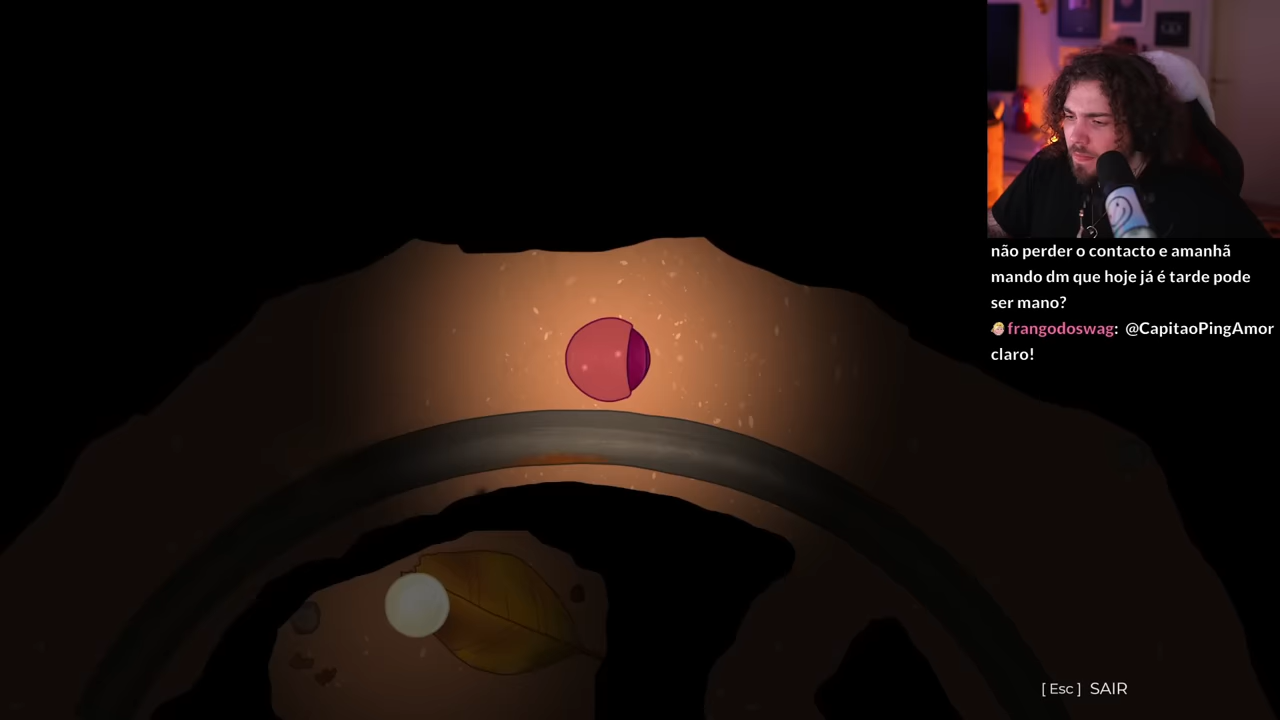 não perder o contacto e amanhã
mando dm que hoje já é tarde pode
ser mano?
frangodoswag: @CapitaoPingAmor
claro!
[ Esc ] SAIR